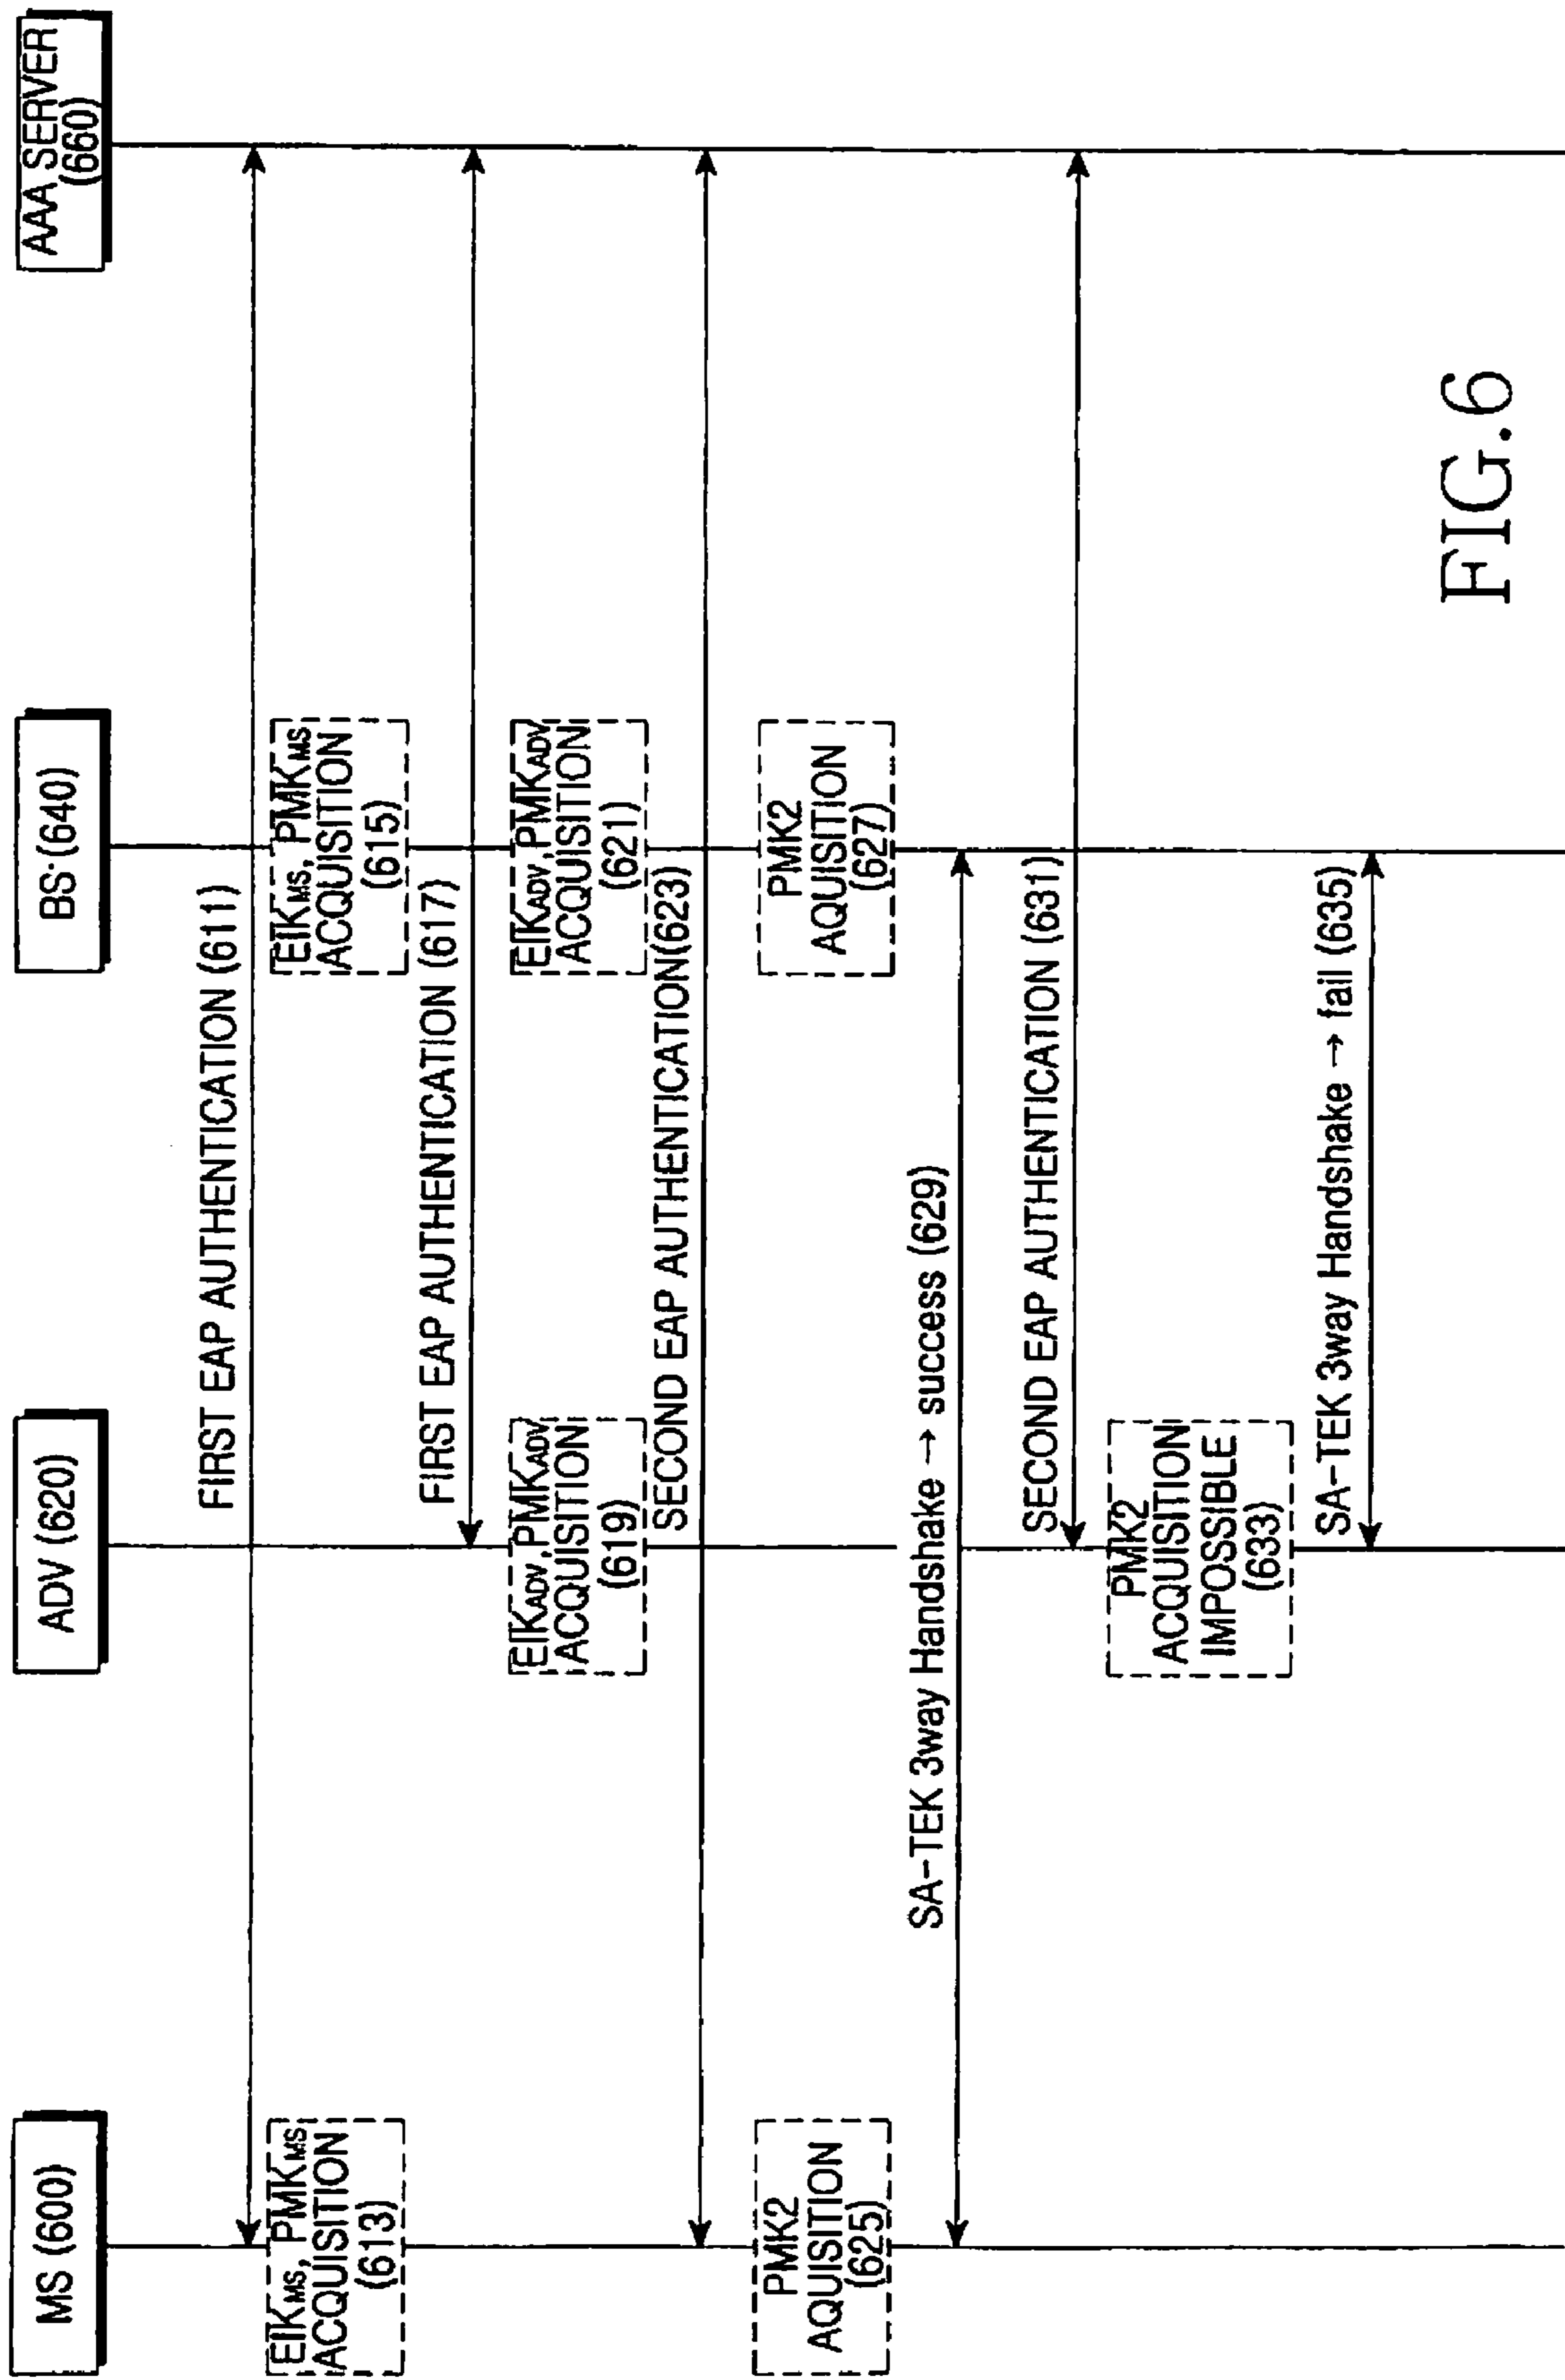 MS (600)
ADV (620)
BS (640)
AAA SERVER
(660)
FIRST EAP AUTHENTICATION (611)
EIKMS, PMKMS
ACQUISITION
(613)
EIKMS, PMKMS
ACQUISITION
(615)
FIRST EAP AUTHENTICATION (617)
EIKADV,PMKADV
ACQUISITION
(619)
EIKADV,PMKADV
ACQUISITION
(621)
SECOND EAP AUTHENTICATION(623)
PMK2
AQUISITION
(625)
PMK2
AQUISITION
(627)
SA-TEK 3way Handshake → success (629)
SECOND EAP AUTHENTICATION (631)
PMK2
ACQUISITION
IMPOSSIBLE
(633)
SA-TEK 3way Handshake → fail (635)
FIG.6